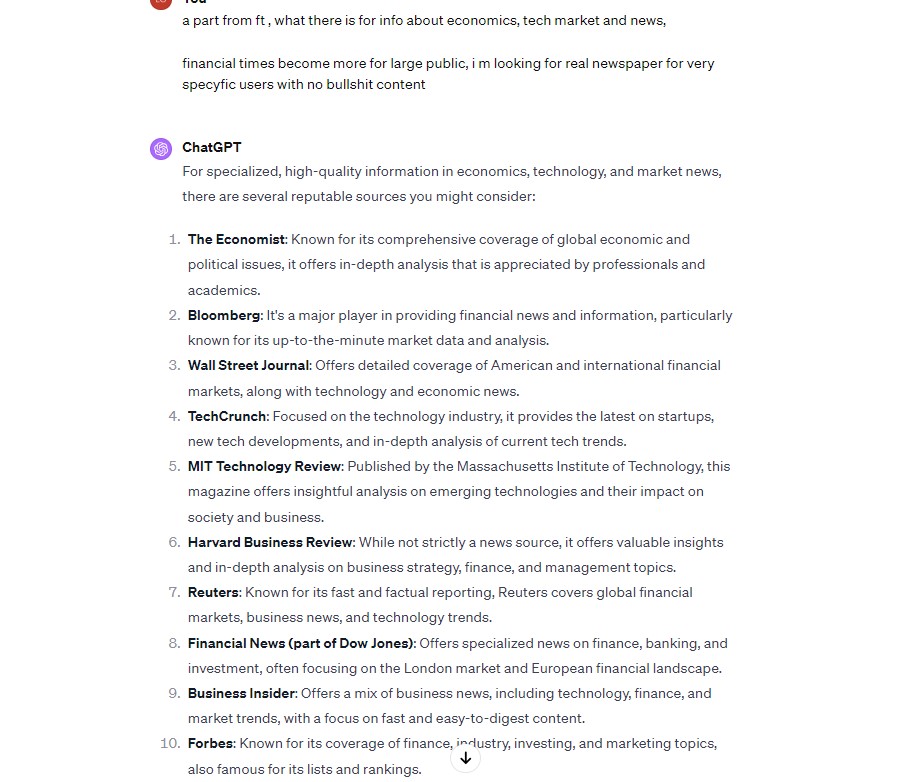 You
a part from ft , what there is for info about economics, tech market and news,
financial times become more for large public, i m looking for real newspaper for very
specyfic users with no bullshit content
ChatGPT
For specialized, high-quality information in economics, technology, and market news,
there are several reputable sources you might consider:
1. The Economist: Known for its comprehensive coverage of global economic and
political issues, it offers in-depth analysis that is appreciated by professionals and
academics.
2. Bloomberg: It's a major player in providing financial news and information, particularly
known for its up-to-the-minute market data and analysis.
3. Wall Street Journal: Offers detailed coverage of American and international financial
markets, along with technology and economic news.
4. TechCrunch: Focused on the technology industry, it provides the latest on startups,
new tech developments, and in-depth analysis of current tech trends.
5. MIT Technology Review: Published by the Massachusetts Institute of Technology, this
magazine offers insightful analysis on emerging technologies and their impact on
society and business.
6. Harvard Business Review: While not strictly a news source, it offers valuable insights
and in-depth analysis on business strategy, finance, and management topics.
7. Reuters: Known for its fast and factual reporting, Reuters covers global financial
markets, business news, and technology trends.
8. Financial News (part of Dow Jones): Offers specialized news on finance, banking, and
investment, often focusing on the London market and European financial landscape.
9. Business Insider: Offers a mix of business news, including technology, finance, and
market trends, with a focus on fast and easy-to-digest content.
10. Forbes: Known for its coverage of finance, industry, investing, and marketing topics,
also famous for its lists and rankings.